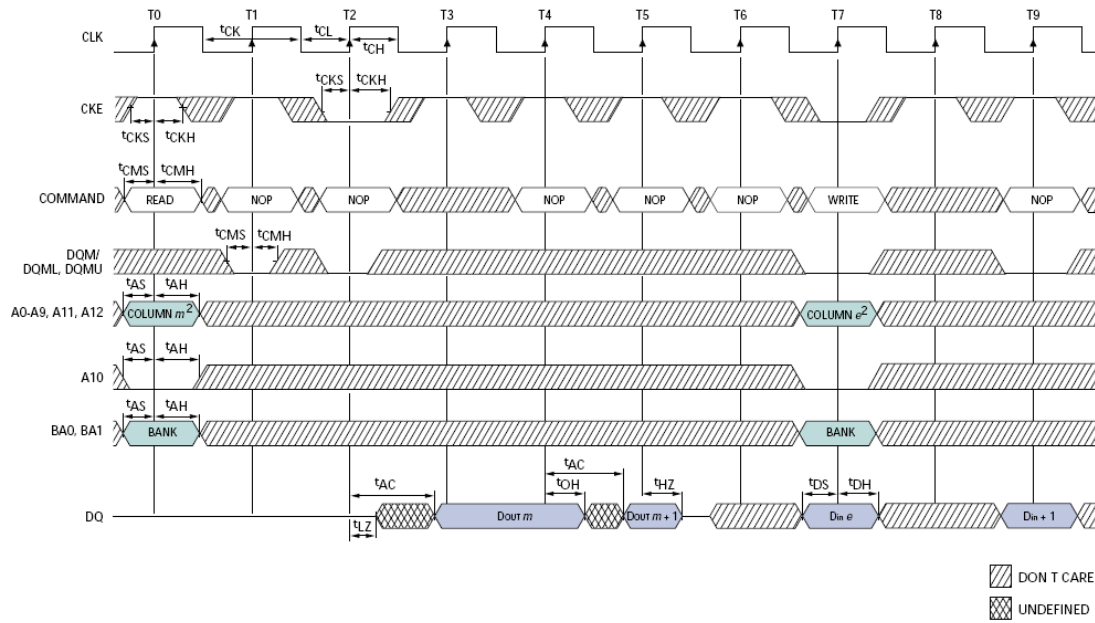 T0 T1 T2 T3 T4 T5 T6 T7 T8 T9
CLK
tCK tCL
tCH
tCKS tCKH
CKE
tCKS tCKH
tCMS tCMH
COMMAND READ NOP NOP NOP NOP NOP WRITE NOP
tCMS tCMH
DQM/
DQML, DQMU
tAS tAH
A0-A9, A11, A12 COLUMN m² COLUMN e²
tAS tAH
A10
tAS tAH
BA0, BA1 BANK BANK
tAC tAC
tOH tHZ tDS tDH
DQ DOUT m DOUT m + 1 Din e Din + 1
tLZ
DON T CARE
UNDEFINED